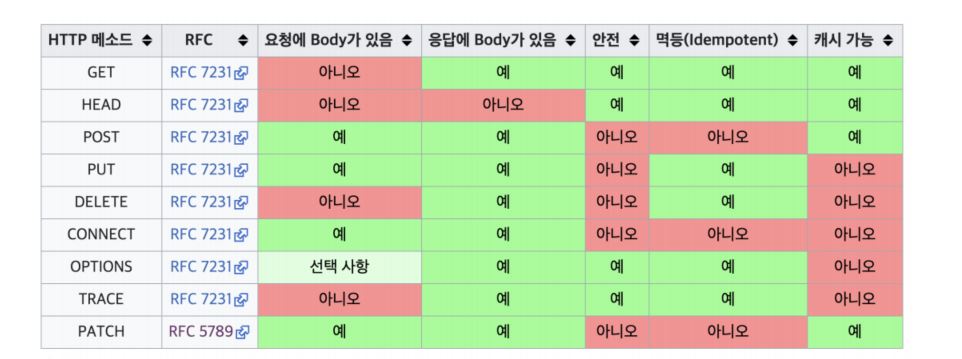 HTTP 메소드 RFC 요청에 Body가 있음 응답에 Body가 있음 안전 멱등(Idempotent) 캐시 가능
GET RFC 7231 아니오 예 예 예 예
HEAD RFC 7231 아니오 아니오 예 예 예
POST RFC 7231 예 예 아니오 아니오 예
PUT RFC 7231 예 예 아니오 예 아니오
DELETE RFC 7231 아니오 예 아니오 예 아니오
CONNECT RFC 7231 예 예 아니오 아니오 아니오
OPTIONS RFC 7231 선택 사항 예 예 예 아니오
TRACE RFC 7231 아니오 예 예 예 아니오
PATCH RFC 5789 예 예 아니오 아니오 예